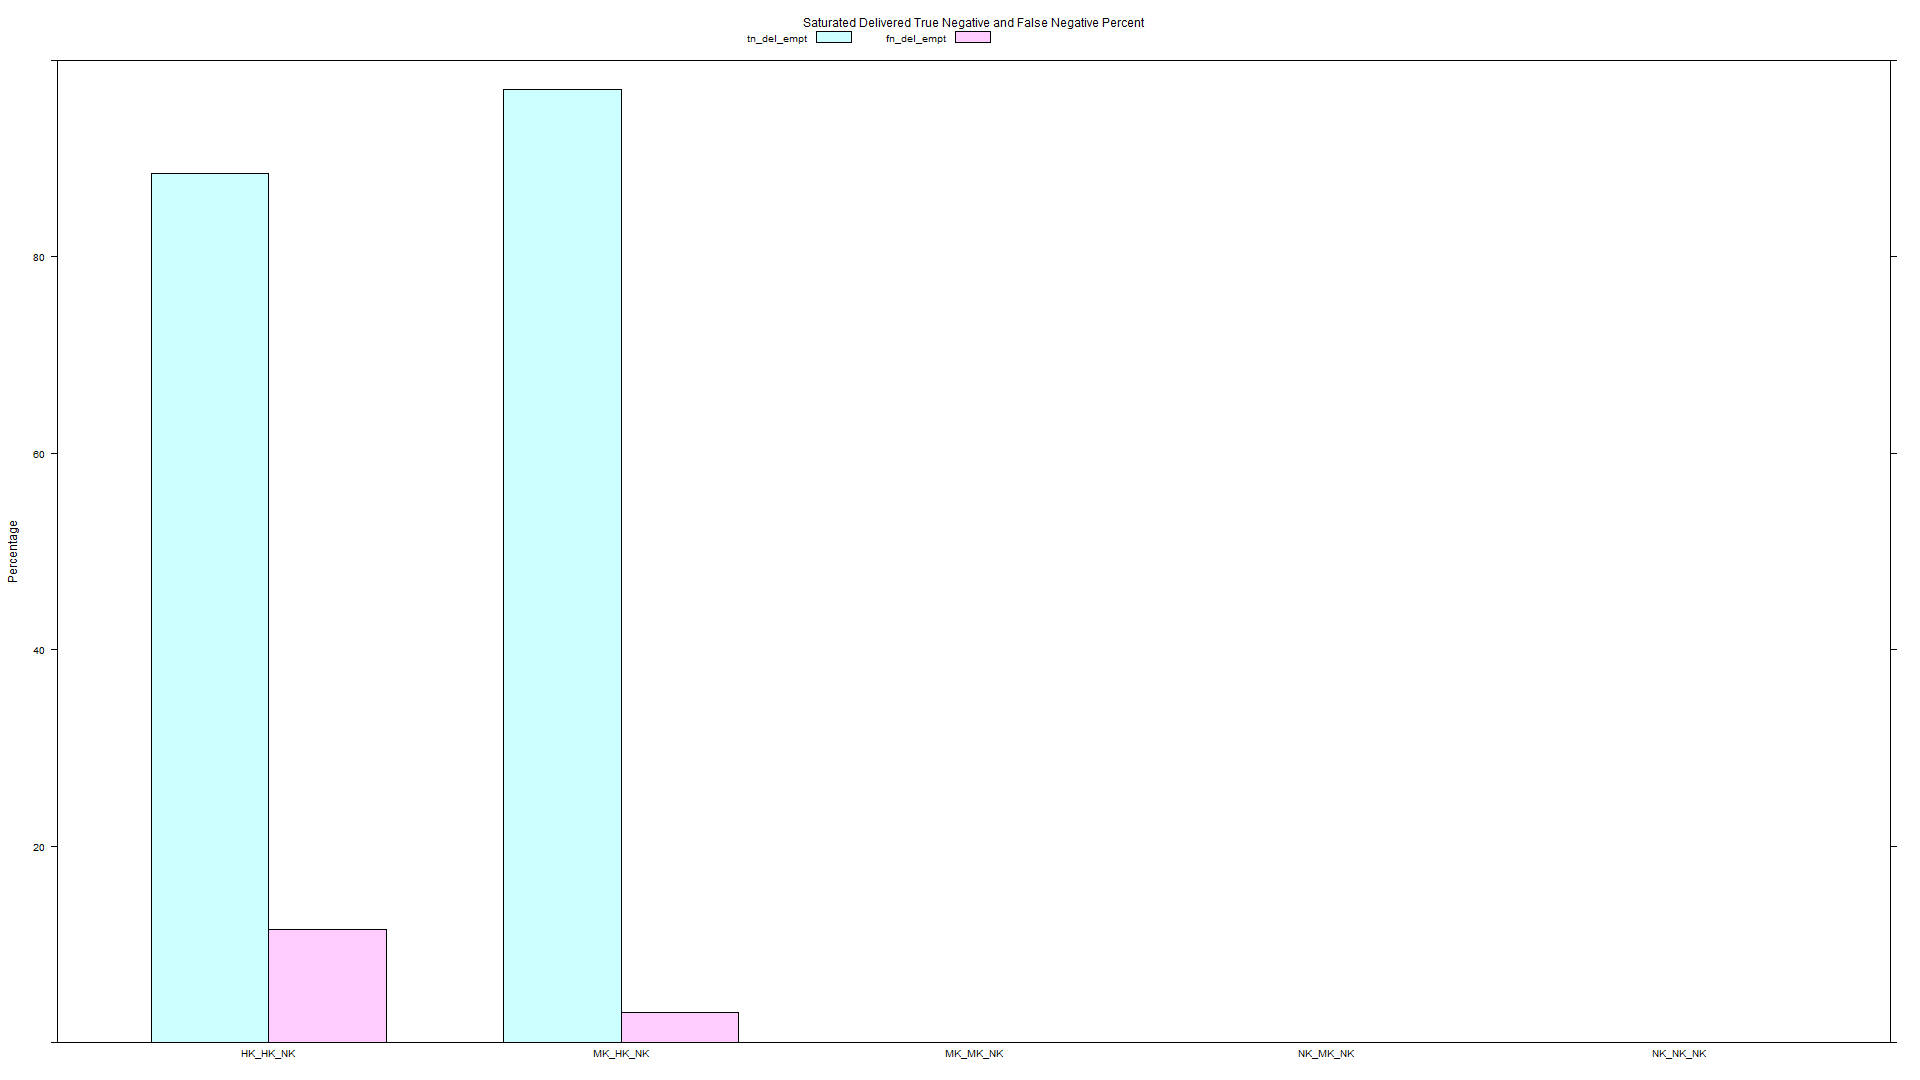 Saturated Delivered True Negative and False Negative Percent
tn_del_empt fn_del_empt
80
60
40
20
Percentage
HK_HK_NK MK_HK_NK MK_MK_NK NK_MK_NK NK_NK_NK